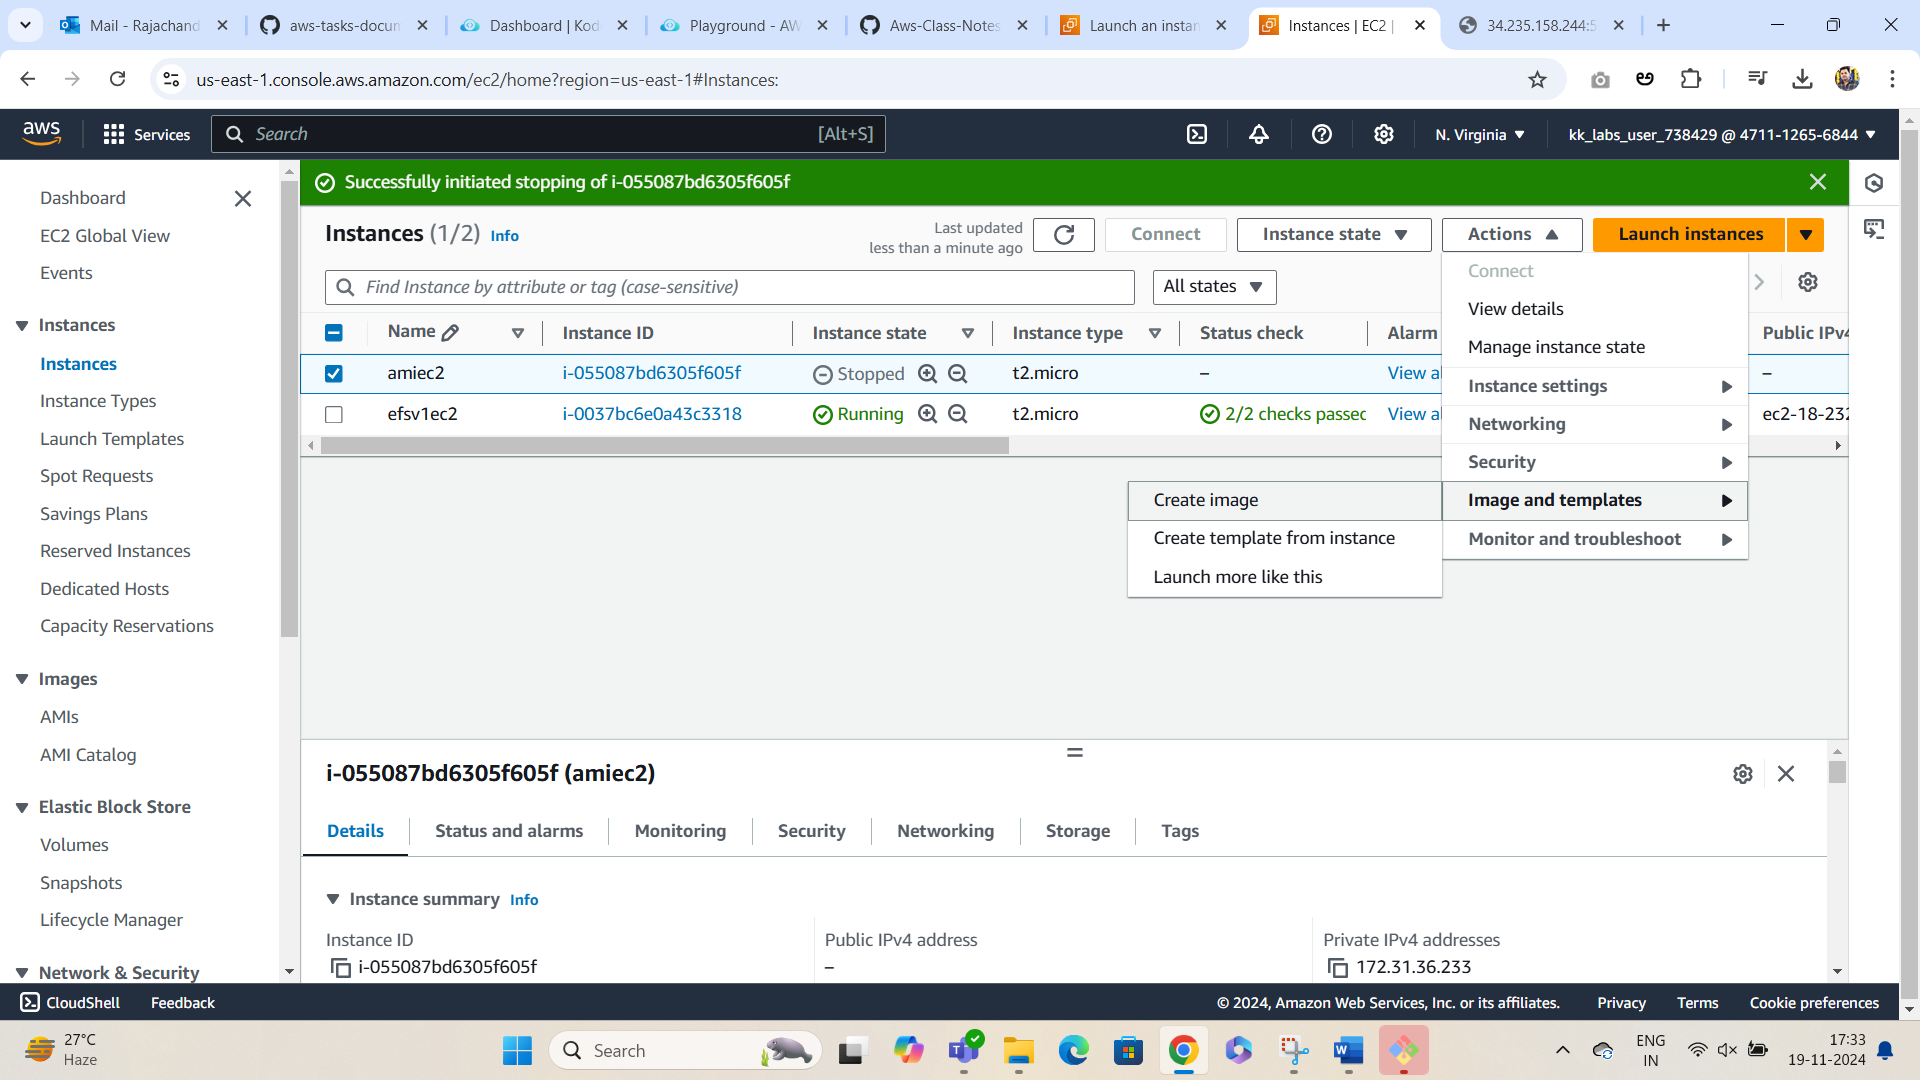 Mail - Rajachand
aws-tasks-docum
Dashboard | Kod
Playground - AW
Aws-Class-Notes
Launch an instan
Instances | EC2 |
34.235.158.244:5
us-east-1.console.aws.amazon.com/ec2/home?region=us-east-1#Instances:
aws
Services
Search
[Alt+S]
N. Virginia
kk_labs_user_738429 @ 4711-1265-6844
Successfully initiated stopping of i-055087bd6305f605f
Dashboard
EC2 Global View
Events
Instances
Instances
Instance Types
Launch Templates
Spot Requests
Savings Plans
Reserved Instances
Dedicated Hosts
Capacity Reservations
Images
AMIs
AMI Catalog
Elastic Block Store
Volumes
Snapshots
Lifecycle Manager
Network & Security
Instances (1/2) Info
Last updated
less than a minute ago
Connect
Instance state
Actions
Launch instances
Find Instance by attribute or tag (case-sensitive)
All states
Name
Instance ID
Instance state
Instance type
Status check
Alarm
Public IPv4
amiec2
i-055087bd6305f605f
Stopped
t2.micro
–
View al
–
efsv1ec2
i-0037bc6e0a43c3318
Running
t2.micro
2/2 checks passec
View al
ec2-18-232
Connect
View details
Manage instance state
Instance settings
Networking
Security
Image and templates
Monitor and troubleshoot
Create image
Create template from instance
Launch more like this
i-055087bd6305f605f (amiec2)
Details
Status and alarms
Monitoring
Security
Networking
Storage
Tags
Instance summary Info
Instance ID
i-055087bd6305f605f
Public IPv4 address
–
Private IPv4 addresses
172.31.36.233
CloudShell
Feedback
© 2024, Amazon Web Services, Inc. or its affiliates.
Privacy
Terms
Cookie preferences
27°C
Haze
Search
ENG
IN
17:33
19-11-2024